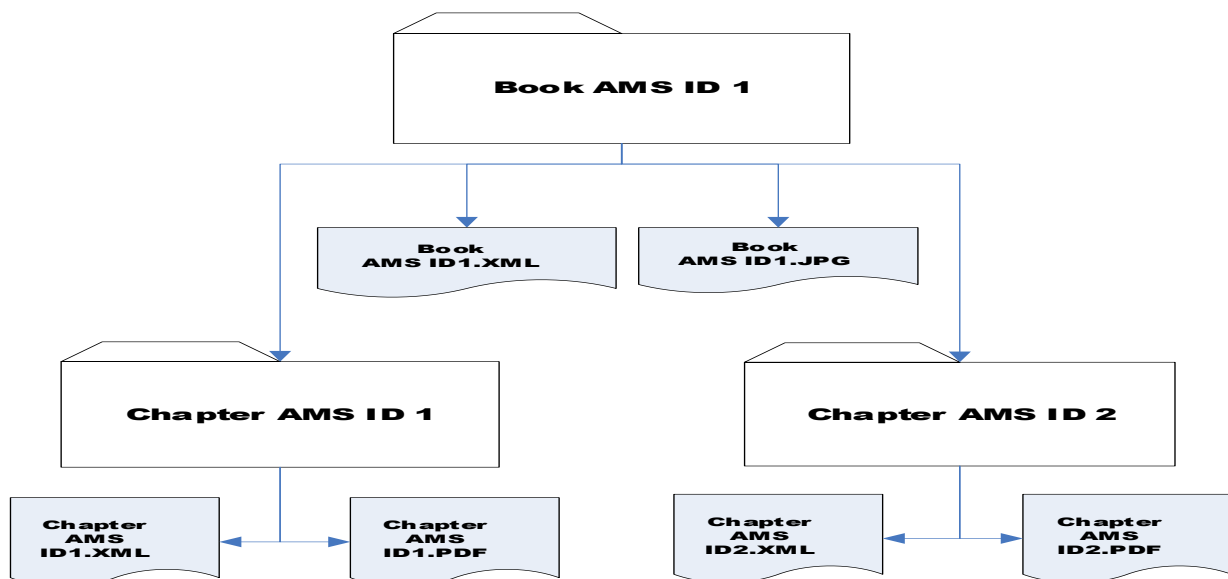 Book AMS ID 1
Book
AMS ID1.XML
Book
AMS ID1.JPG
Chapter AMS ID 1
Chapter AMS ID 2
Chapter
AMS
ID1.XML
Chapter
AMS
ID1.PDF
Chapter
AMS
ID2.XML
Chapter
AMS
ID2.PDF